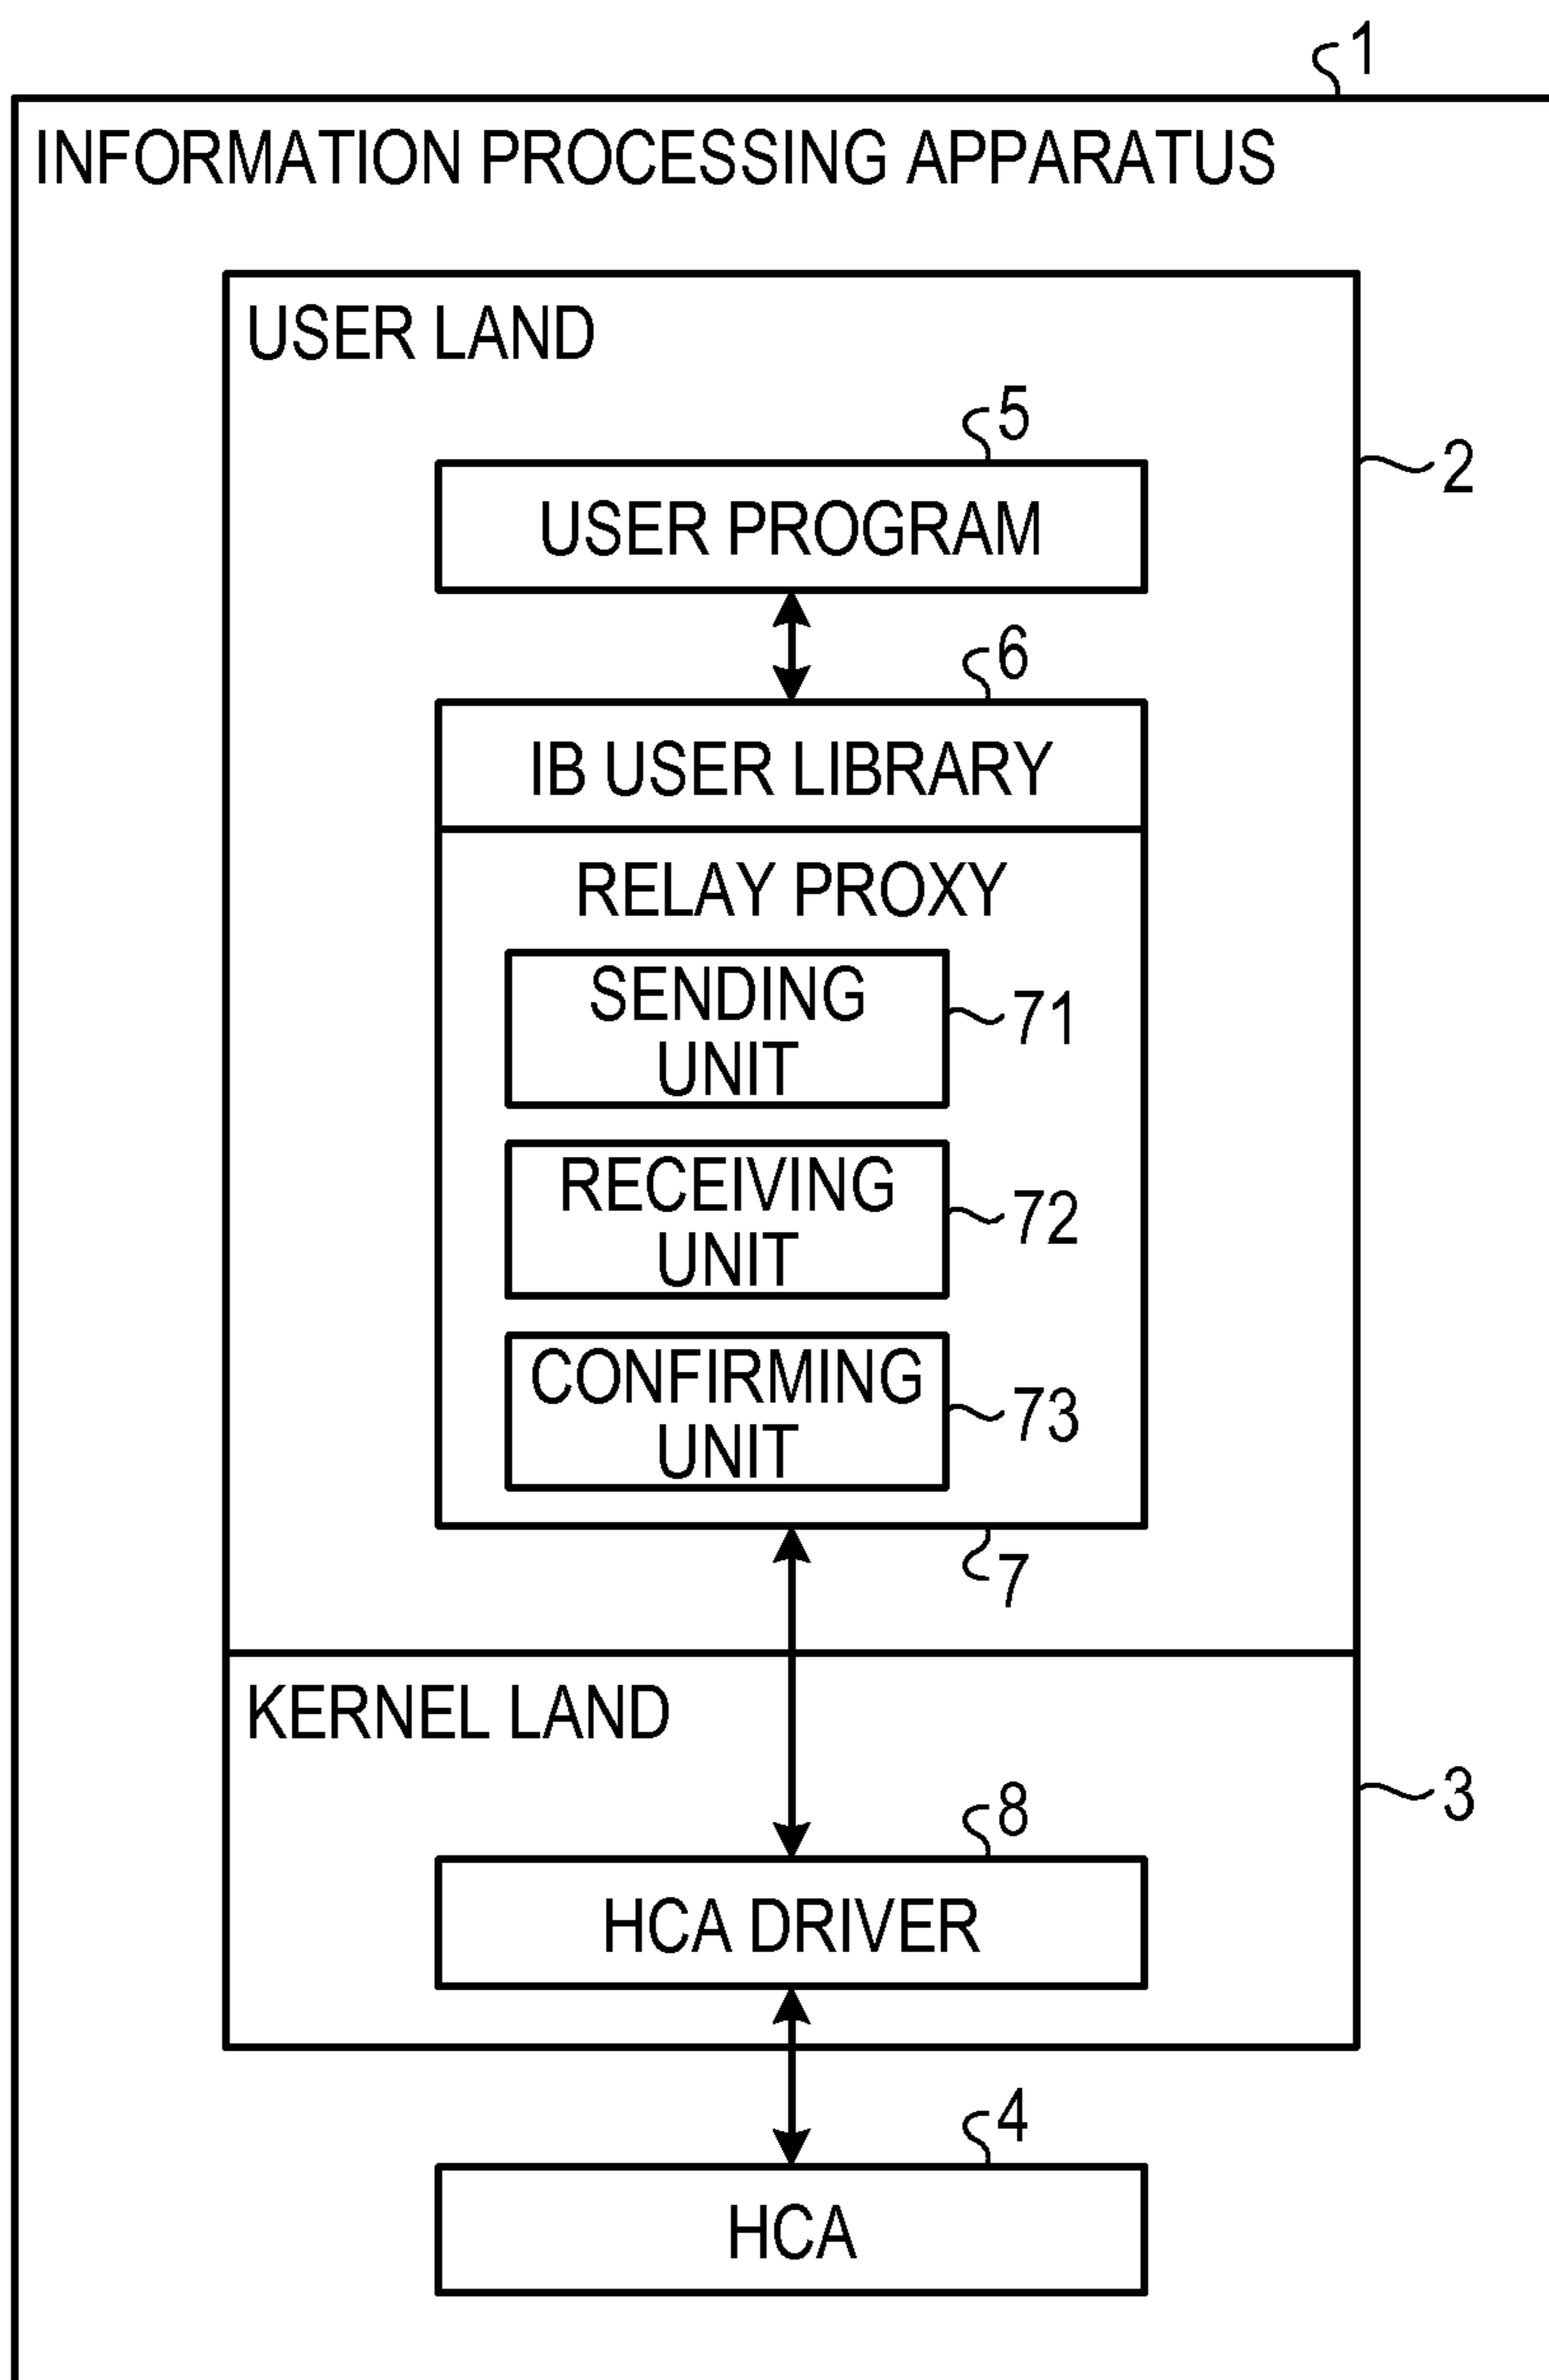 1
INFORMATION PROCESSING APPARATUS
USER LAND
2
5
USER PROGRAM
6
IB USER LIBRARY
RELAY PROXY
SENDING
UNIT
71
RECEIVING
UNIT
72
CONFIRMING
UNIT
73
7
KERNEL LAND
3
8
HCA DRIVER
4
HCA